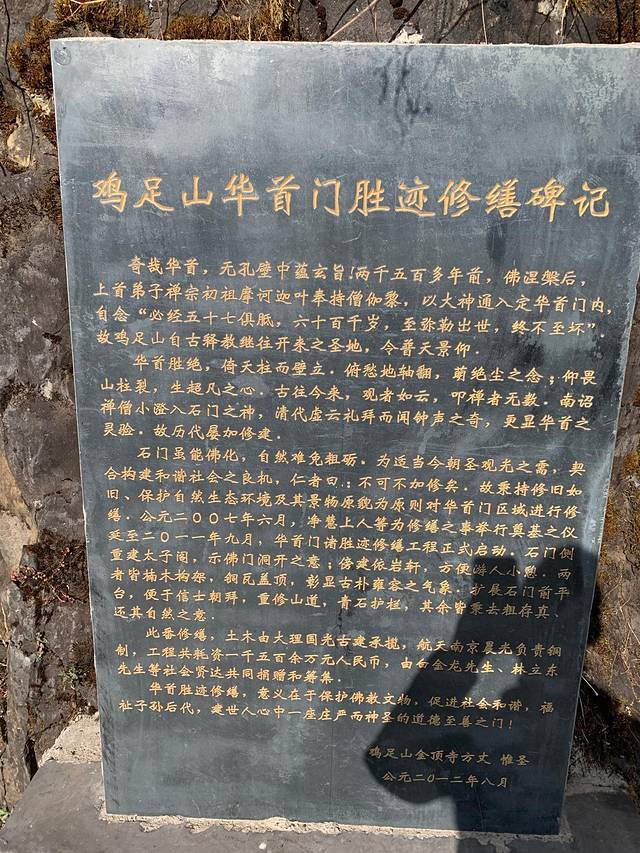 鸡足山华首门胜迹修缮碑记
奇哉华首，无孔壁中蕴玄旨！两千五百多年前，佛涅槃后，
上首弟子禅宗初祖摩诃迦叶奉持僧伽黎，以大神通入定华首门内，
自念“必经五十七俱胝，六十百千岁，至弥勒出世，终不至坏”．
故鸡足山自古释教继往开来之圣地，令普天景仰．
华首胜绝，倚天柱而壁立．俯愁地轴翻，萌绝尘之念；仰畏
山柱裂，生超凡之心．古往今来，观者如云，叩禅者无数．南诏
禅僧小澄入石门之神，清代虚云礼拜而闻钟声之奇，更显华首之
灵验．故历代屡加修建．
石门虽能佛化，自然难免粗砺．为适当今朝圣观光之需，契
合构建和谐社会之良机，仁者曰：不可不加修矣．故秉持修旧如
旧、保护自然生态环境及其景物原貌为原则对华首门区域进行修
缮．公元二00七年六月，净慧上人等为修缮之事举行奠基之仪
延至二0一一年九月，华首门诸胜迹修缮工程正式启动．石门侧
重建太子阁，示佛门洞开之意；傍建依岩轩，方便游人小憩．两
者皆楠木构架，铜瓦盖顶，彰显古朴雍容之气象．扩展石门前平
台，便于信士朝拜，重修山道，青石护栏，其余皆秉去粗存真、
还其自然之意．
此番修缮，土木由大理国光古建承揽，航天南京晨光负责铜
制，工程共耗资一千五百余万元人民币，由白金龙先生、林立东
先生等社会贤达共同捐赠和筹集．
华首胜迹修缮，意义在于保护佛教文物，促进社会和谐，福
祉子孙后代，建世人心中一座庄严而神圣的道德至善之门！
鸡足山金顶寺方丈 惟圣
公元二0一二年八月